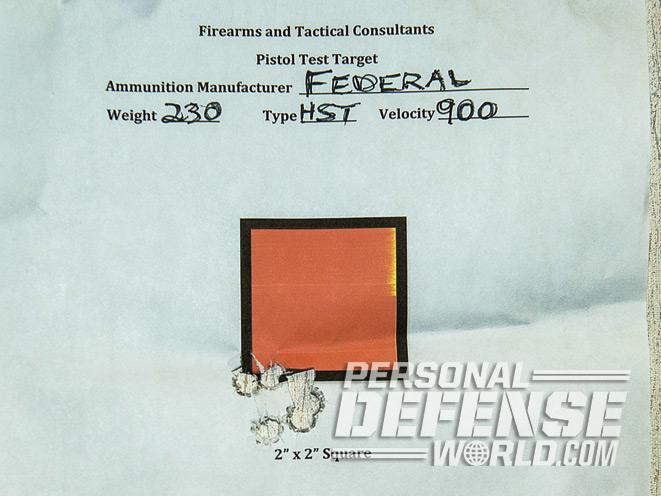 Firearms and Tactical Consultants
Pistol Test Target
Ammunition Manufacturer FEDERAL
Weight 230 Type HST Velocity 900
PERSONAL
DEFENSE
WORLD.COM
2” x 2” Square